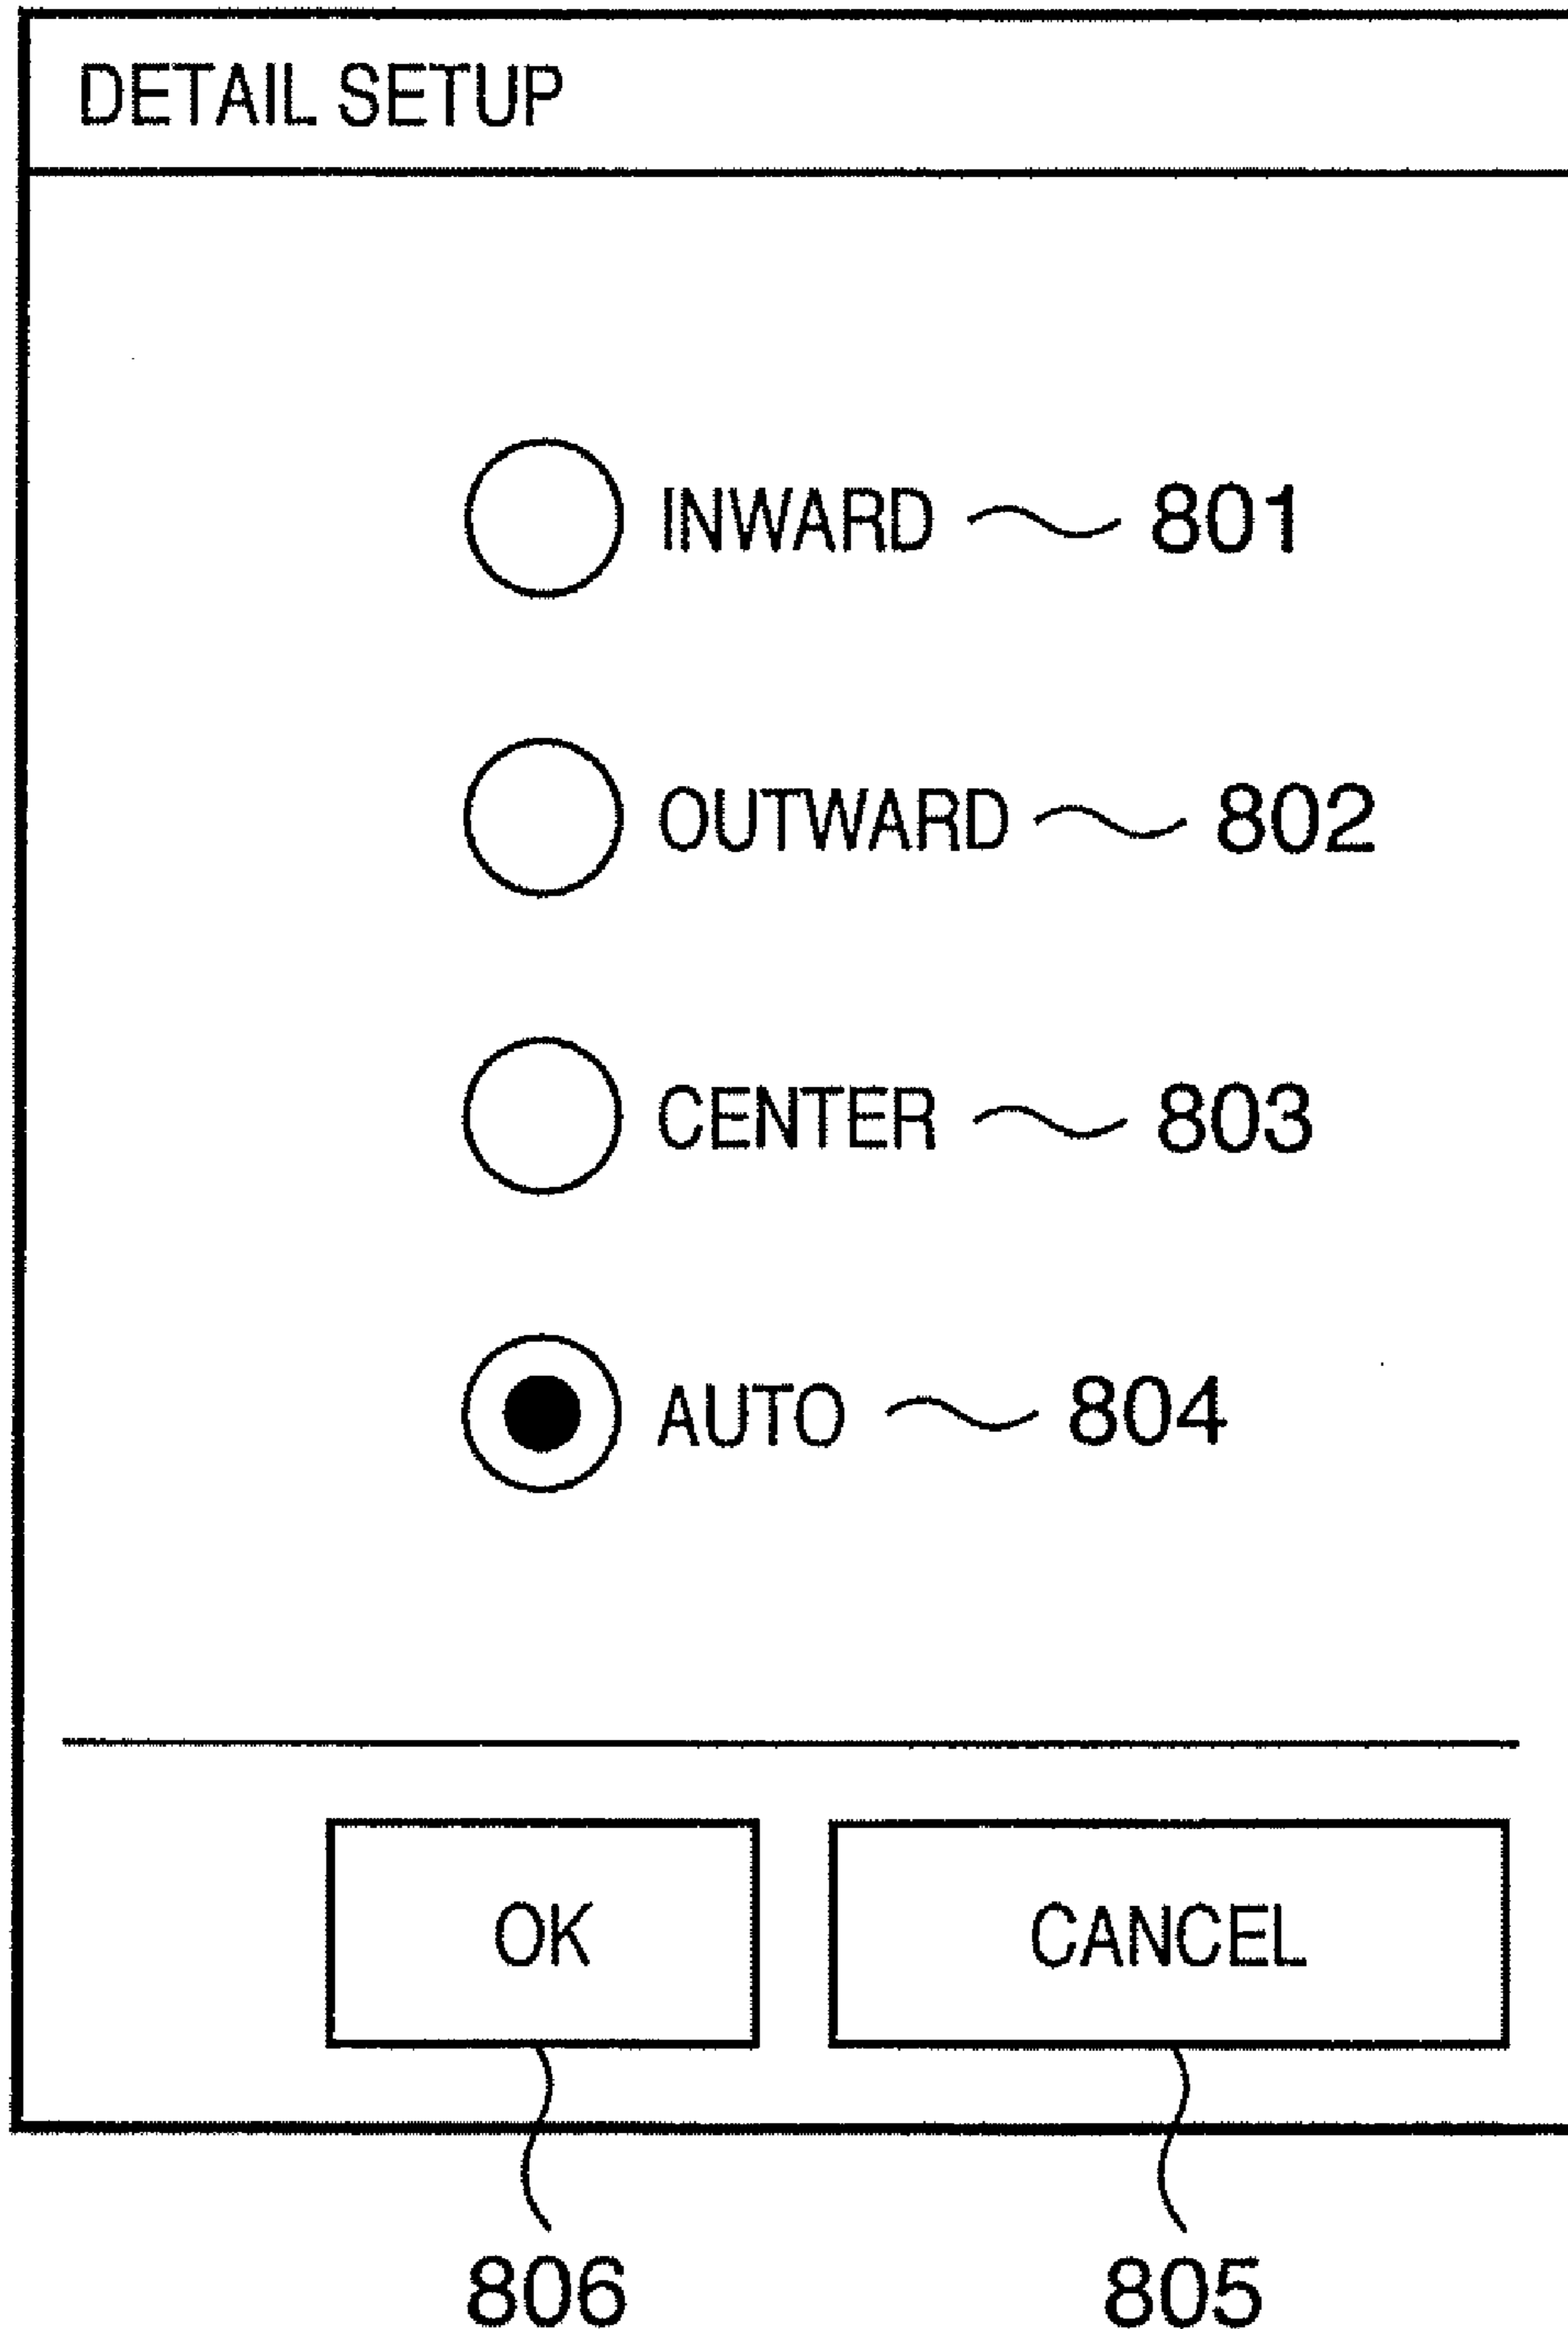 DETAIL SETUP
INWARD 801
OUTWARD 802
CENTER 803
AUTO 804
OK CANCEL
806 805